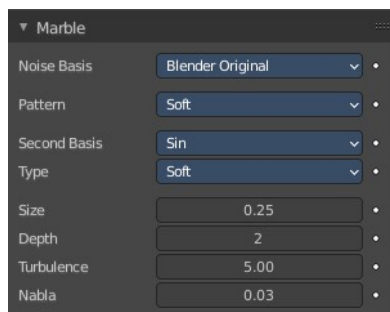 Marble
Noise Basis Blender Original
Pattern Soft
Second Basis Sin
Type Soft
Size 0.25
Depth 2
Turbulence 5.00
Nabla 0.03